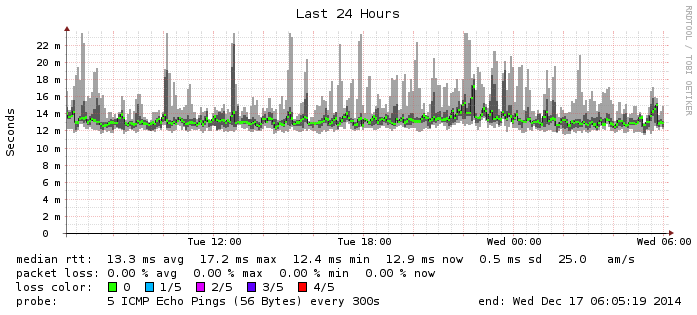 Last 24 Hours
RRDTOOL / TOBI OETIKER
Seconds
22 m
20 m
18 m
16 m
14 m
12 m
10 m
8 m
6 m
4 m
2 m
0
Tue 12:00 Tue 18:00 Wed 00:00 Wed 06:00
median rtt: 13.3 ms avg 17.2 ms max 12.4 ms min 12.9 ms now 0.5 ms sd 25.0 am/s
packet loss: 0.00 % avg 0.00 % max 0.00 % min 0.00 % now
loss color: 0 1/5 2/5 3/5 4/5
probe: 5 ICMP Echo Pings (56 Bytes) every 300s end: Wed Dec 17 06:05:19 2014